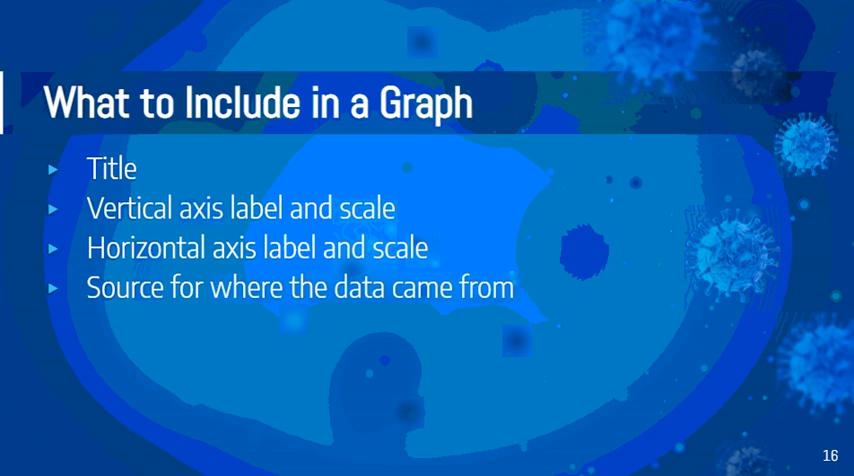 What to Include in a Graph
▸ Title
▸ Vertical axis label and scale
▸ Horizontal axis label and scale
▸ Source for where the data came from
16